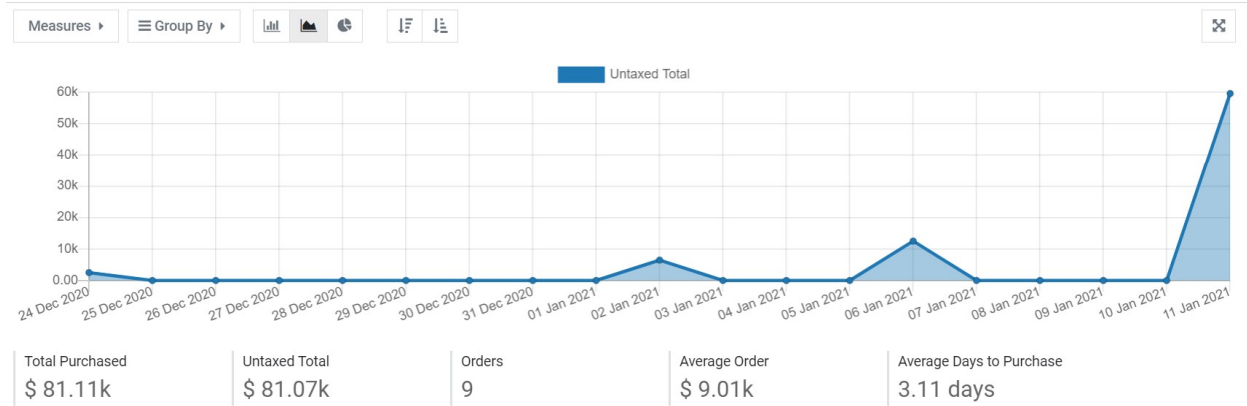 Measures
Group By
Untaxed Total
60k
50k
40k
30k
20k
10k
0.00
24 Dec 2020
25 Dec 2020
26 Dec 2020
27 Dec 2020
28 Dec 2020
29 Dec 2020
30 Dec 2020
31 Dec 2020
01 Jan 2021
02 Jan 2021
03 Jan 2021
04 Jan 2021
05 Jan 2021
06 Jan 2021
07 Jan 2021
08 Jan 2021
09 Jan 2021
10 Jan 2021
11 Jan 2021
Total Purchased
$ 81.11k
Untaxed Total
$ 81.07k
Orders
9
Average Order
$ 9.01k
Average Days to Purchase
3.11 days